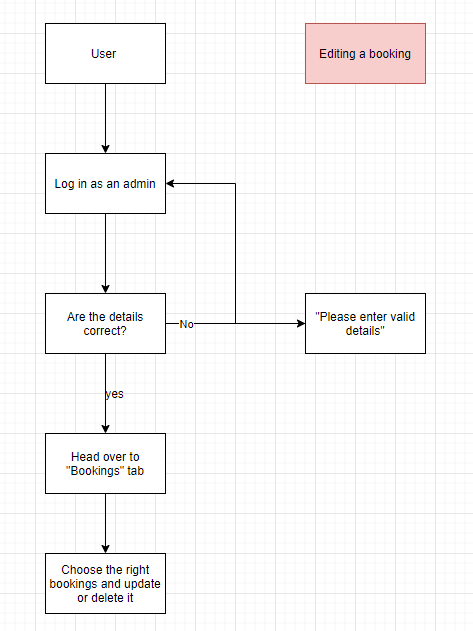 User
Editing a booking
Log in as an admin
Are the details
correct?
No
"Please enter valid
details"
yes
Head over to
"Bookings" tab
Choose the right
bookings and update
or delete it